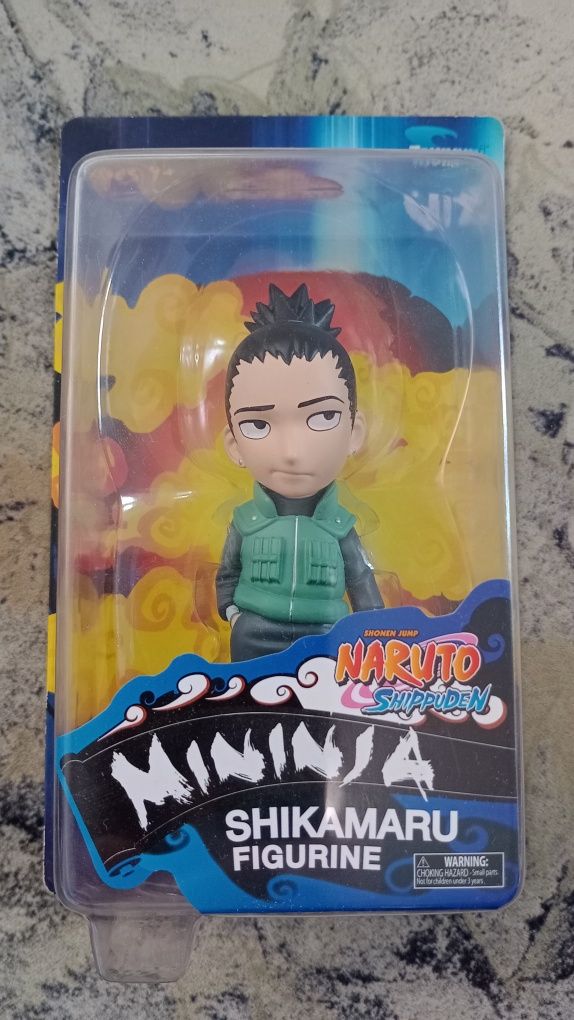 SHONEN JUMP
NARUTO
SHIPPUDEN
MININJA
SHIKAMARU
FIGURINE
WARNING:
CHOKING HAZARD - Small parts
Not for children under 3 years.